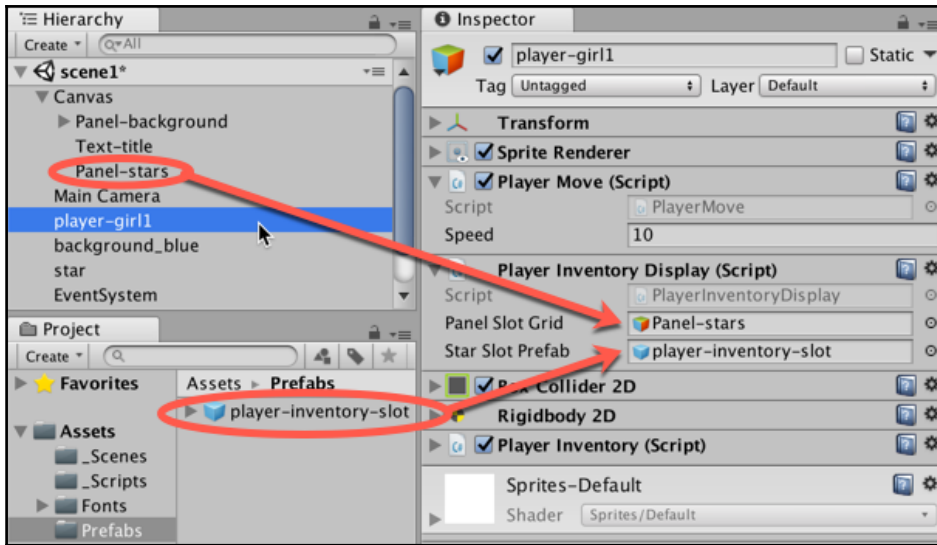 Hierarchy
Create
All
scene1*
Canvas
Panel-background
Text-title
Panel-stars
Main Camera
player-girl1
background_blue
star
EventSystem
Project
Create
Favorites
Assets
_Scenes
_Scripts
Fonts
Prefabs
Assets Prefabs
player-inventory-slot
Inspector
player-girl1 Static
Tag Untagged Layer Default
Transform
Sprite Renderer
Player Move (Script)
Script PlayerMove
Speed 10
Player Inventory Display (Script)
Script PlayerInventoryDisplay
Panel Slot Grid Panel-stars
Star Slot Prefab player-inventory-slot
Box Collider 2D
Rigidbody 2D
Player Inventory (Script)
Sprites-Default
Shader Sprites/Default